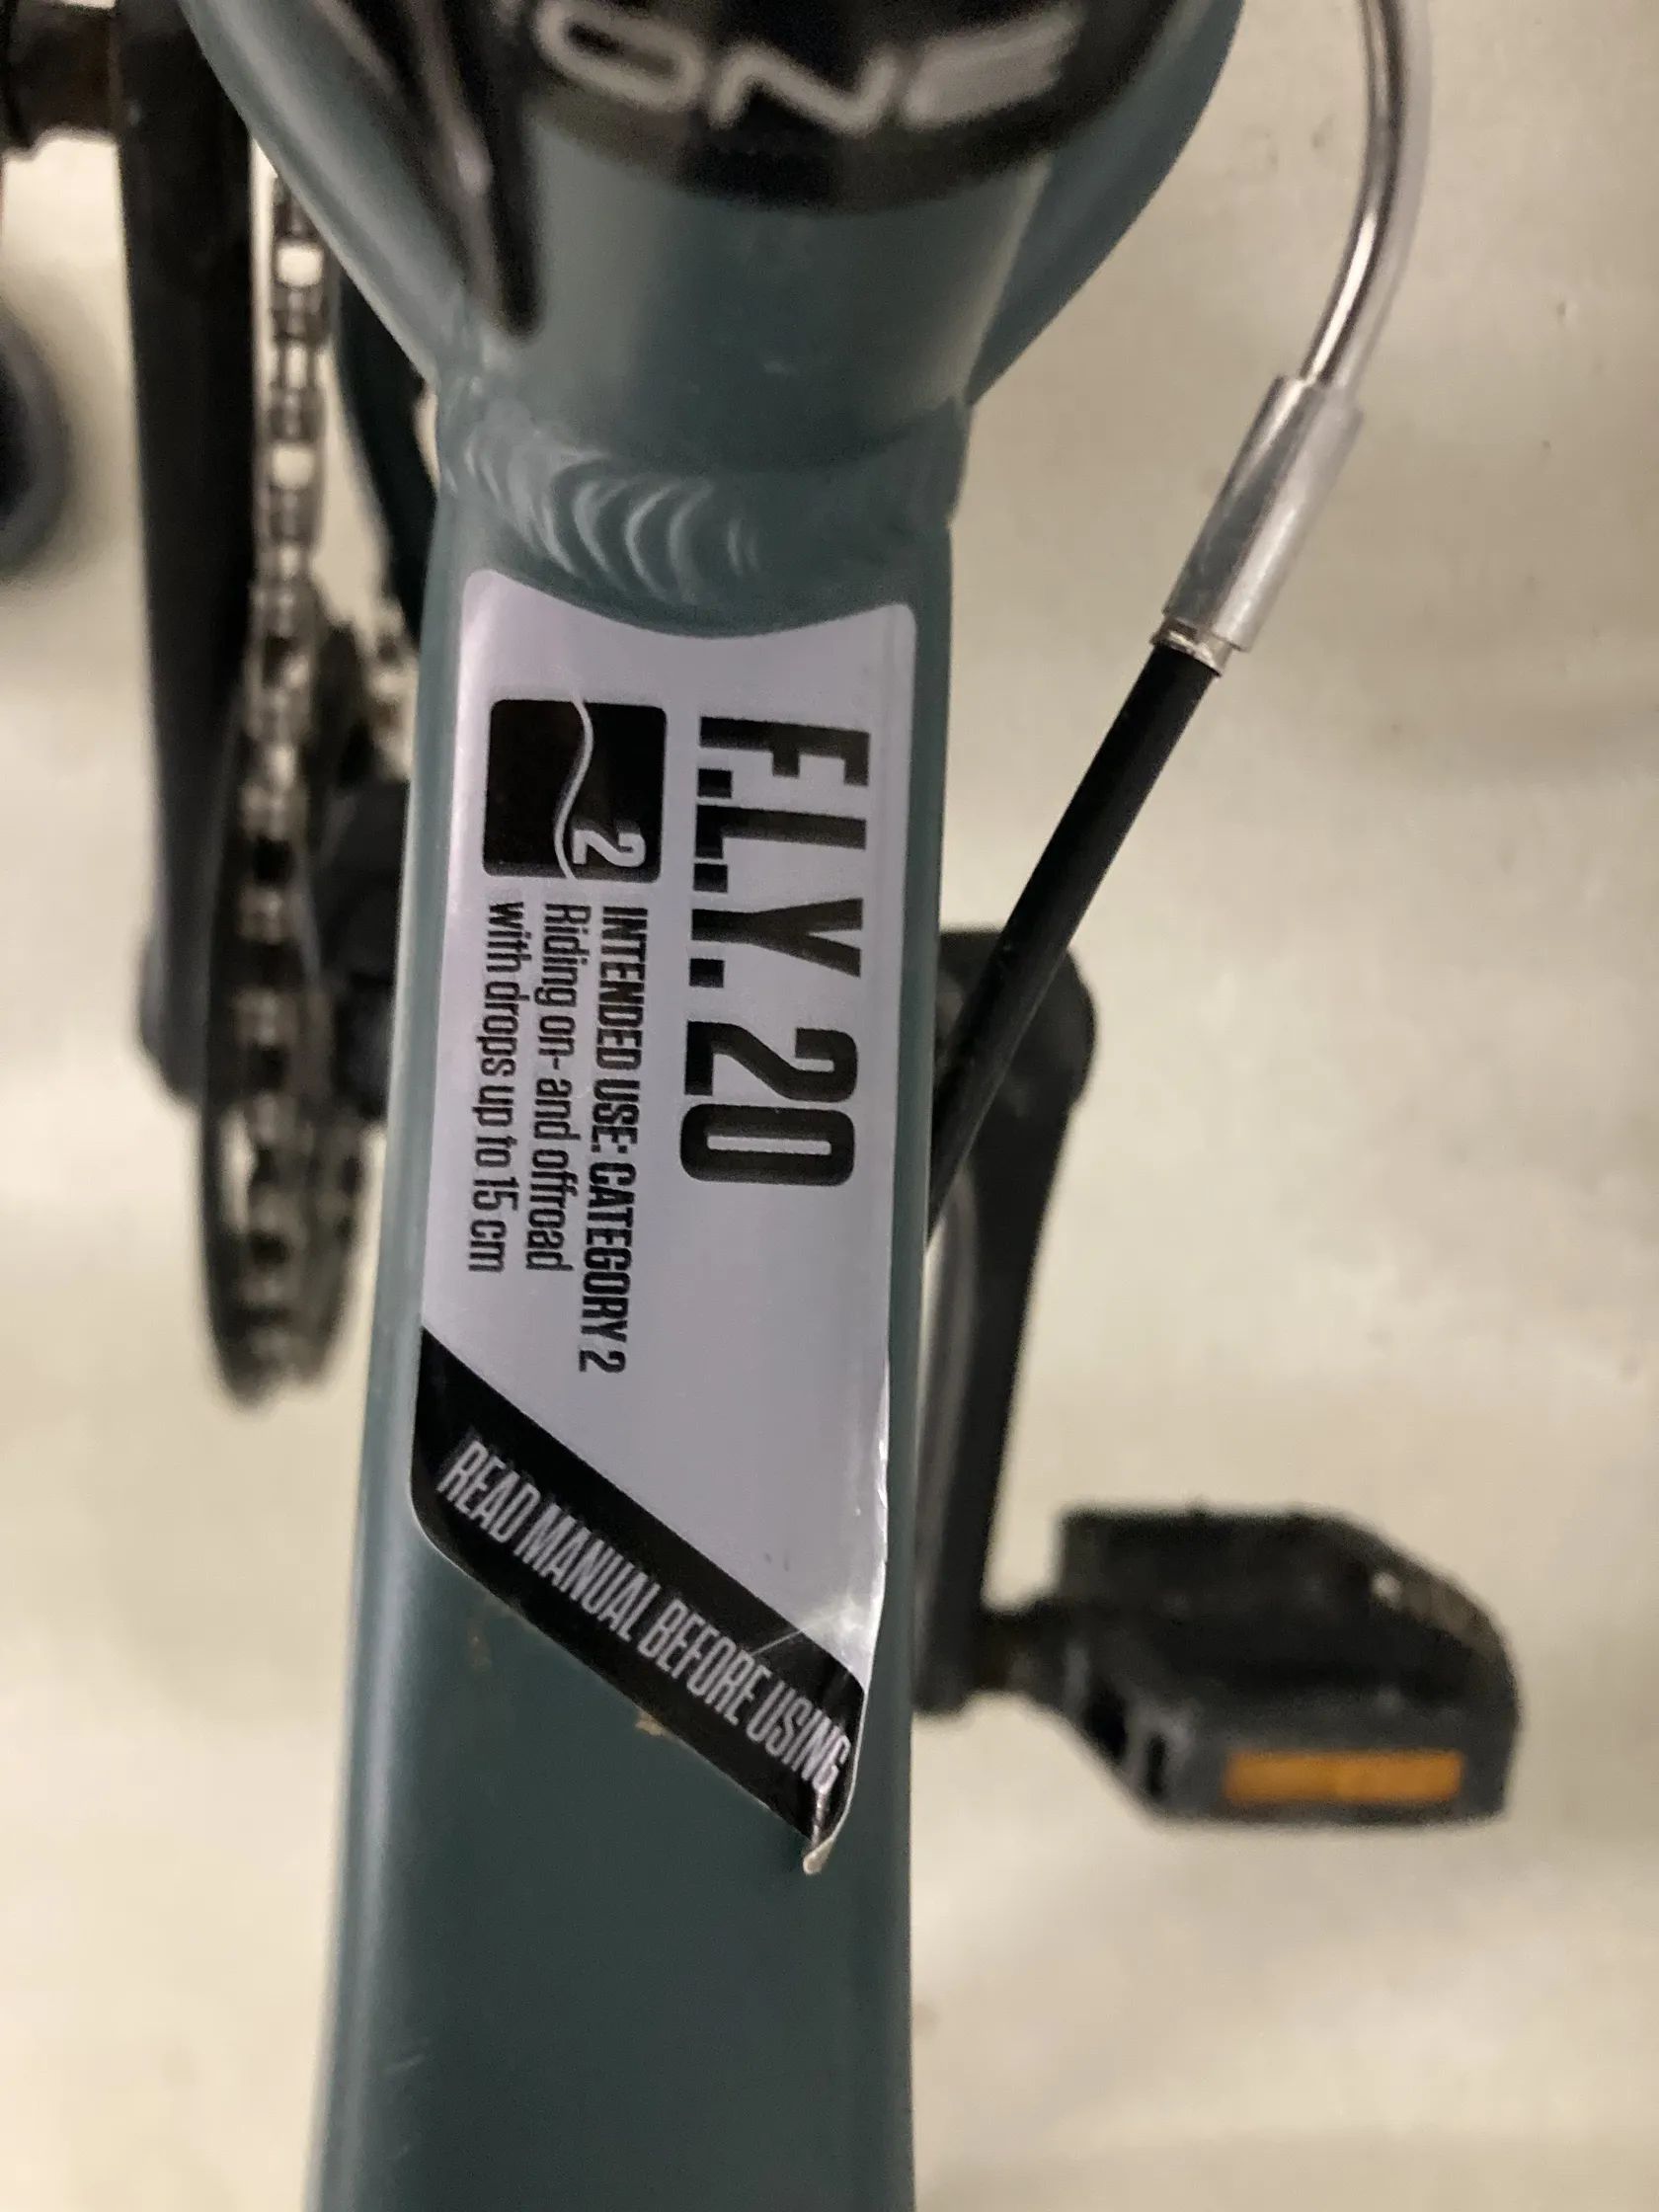 ONE
F.L.Y. 20
2
INTENDED USE: CATEGORY 2
Riding on- and offroad
with drops up to 15 cm
READ MANUAL BEFORE USING